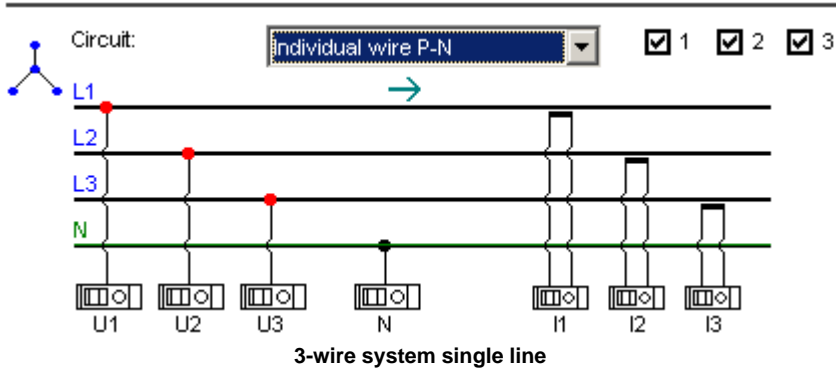 Circuit: Individual wire P-N 1 2 3
L1
L2
L3
N
U1 U2 U3 N I1 I2 I3
3-wire system single line